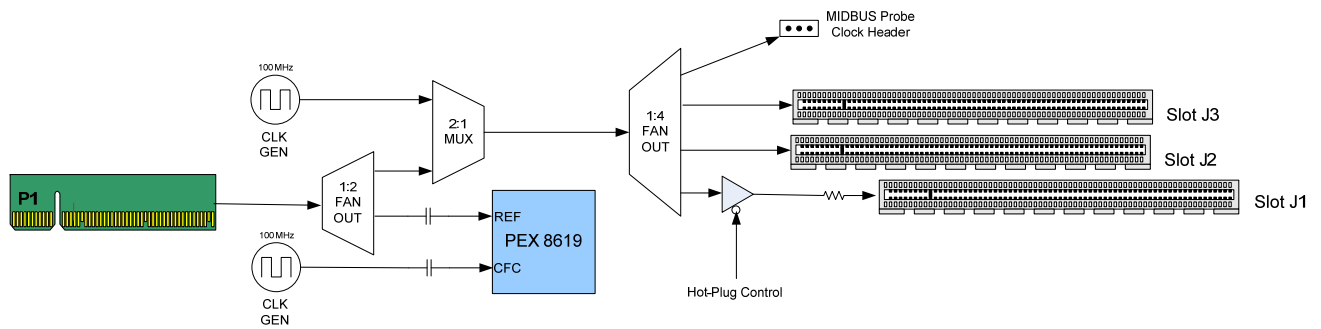 MIDBUS Probe
Clock Header
100 MHz
CLK
GEN
2:1
MUX
1:4
FAN
OUT
Slot J3
Slot J2
Slot J1
P1
1:2
FAN
OUT
REF
PEX 8619
CFC
100 MHz
CLK
GEN
Hot-Plug Control